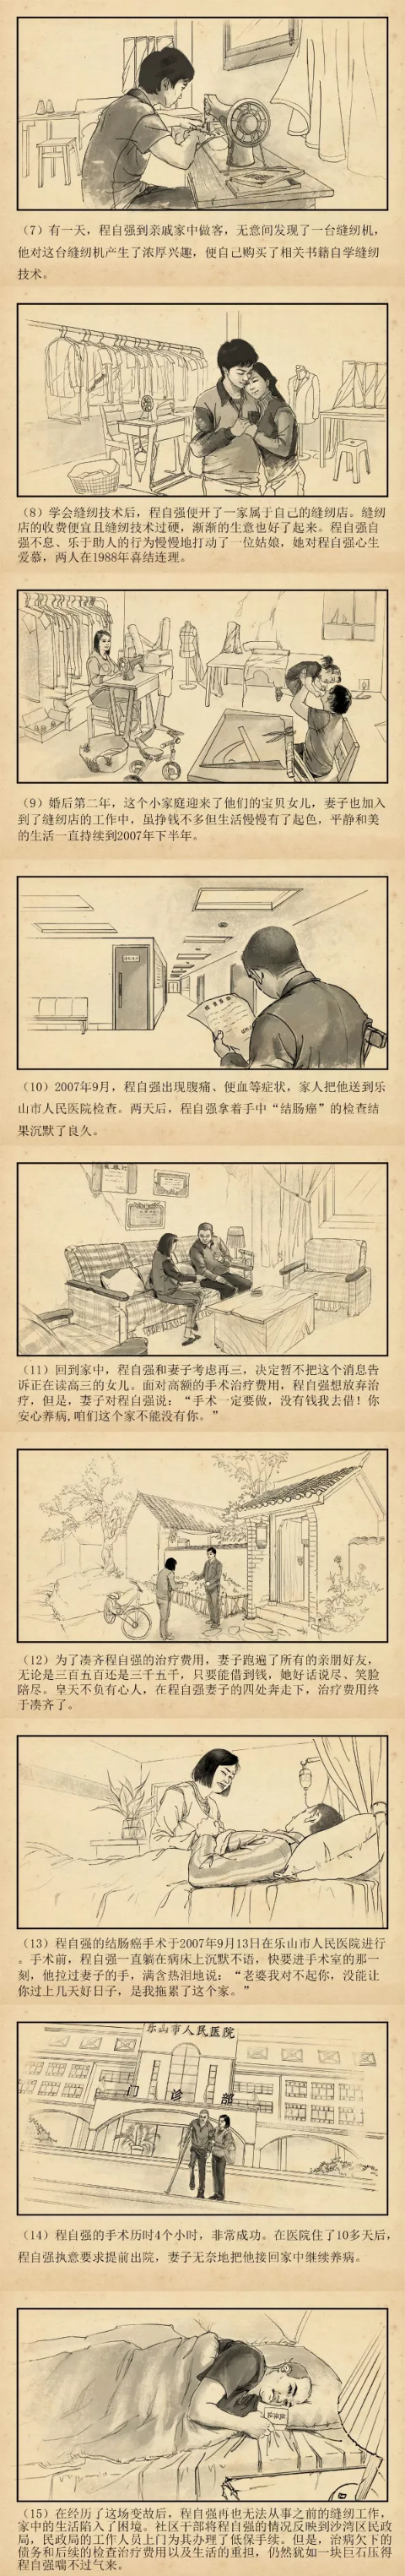 （7）有一天，程自强到亲戚家中做客，无意间发现了一台缝纫机，
他对这台缝纫机产生了浓厚兴趣，便自己购买了相关书籍自学缝纫
技术。
（8）学会缝纫技术后，程自强便开了一家属于自己的缝纫店。缝纫
店的收费便宜且缝纫技术过硬，渐渐的生意也好了起来。程自强自
强不息、乐于助人的行为慢慢地打动了一位姑娘，她对程自强心生
爱慕，两人在1988年喜结连理。
（9）婚后第二年，这个小家庭迎来了他们的宝贝女儿，妻子也加入
到了缝纫店的工作中，虽挣钱不多但生活慢慢有了起色，平静和美
的生活一直持续到2007年下半年。
（10）2007年9月，程自强出现腹痛、便血等症状，家人把他送到乐
山市人民医院检查。两天后，程自强拿着手中“结肠癌”的检查结
果沉默了良久。
（11）回到家中，程自强和妻子考虑再三，决定暂不把这个消息告
诉正在读高三的女儿。面对高额的手术治疗费用，程自强想放弃治
疗，但是，妻子对程自强说：“手术一定要做，没有钱我去借！你
安心养病,咱们这个家不能没有你。”
（12）为了凑齐程自强的治疗费用，妻子跑遍了所有的亲朋好友，
无论是三百五百还是三千五千，只要能借到钱，她好话说尽、笑脸
陪尽。皇天不负有心人，在程自强妻子的四处奔走下，治疗费用终
于凑齐了。
（13）程自强的结肠癌手术于2007年9月13日在乐山市人民医院进行
。手术前，程自强一直躺在病床上沉默不语，快要进手术室的那一
刻，他拉过妻子的手，满含热泪地说：“老婆我对不起你，没能让
你过上几天好日子，是我拖累了这个家。”
乐山市人民医院
门诊部
（14）程自强的手术历时4个小时，非常成功。在医院住了10多天后，
程自强执意要求提前出院，妻子无奈地把他接回家中继续养病。
（15）在经历了这场变故后，程自强再也无法从事之前的缝纫工作，
家中的生活陷入了困境。社区干部将程自强的情况反映到沙湾区民政
局，民政局的工作人员上门为其办理了低保手续。但是，治病欠下的
债务和后续的检查治疗费用以及生活的重担，仍然犹如一块巨石压得
程自强喘不过气来。